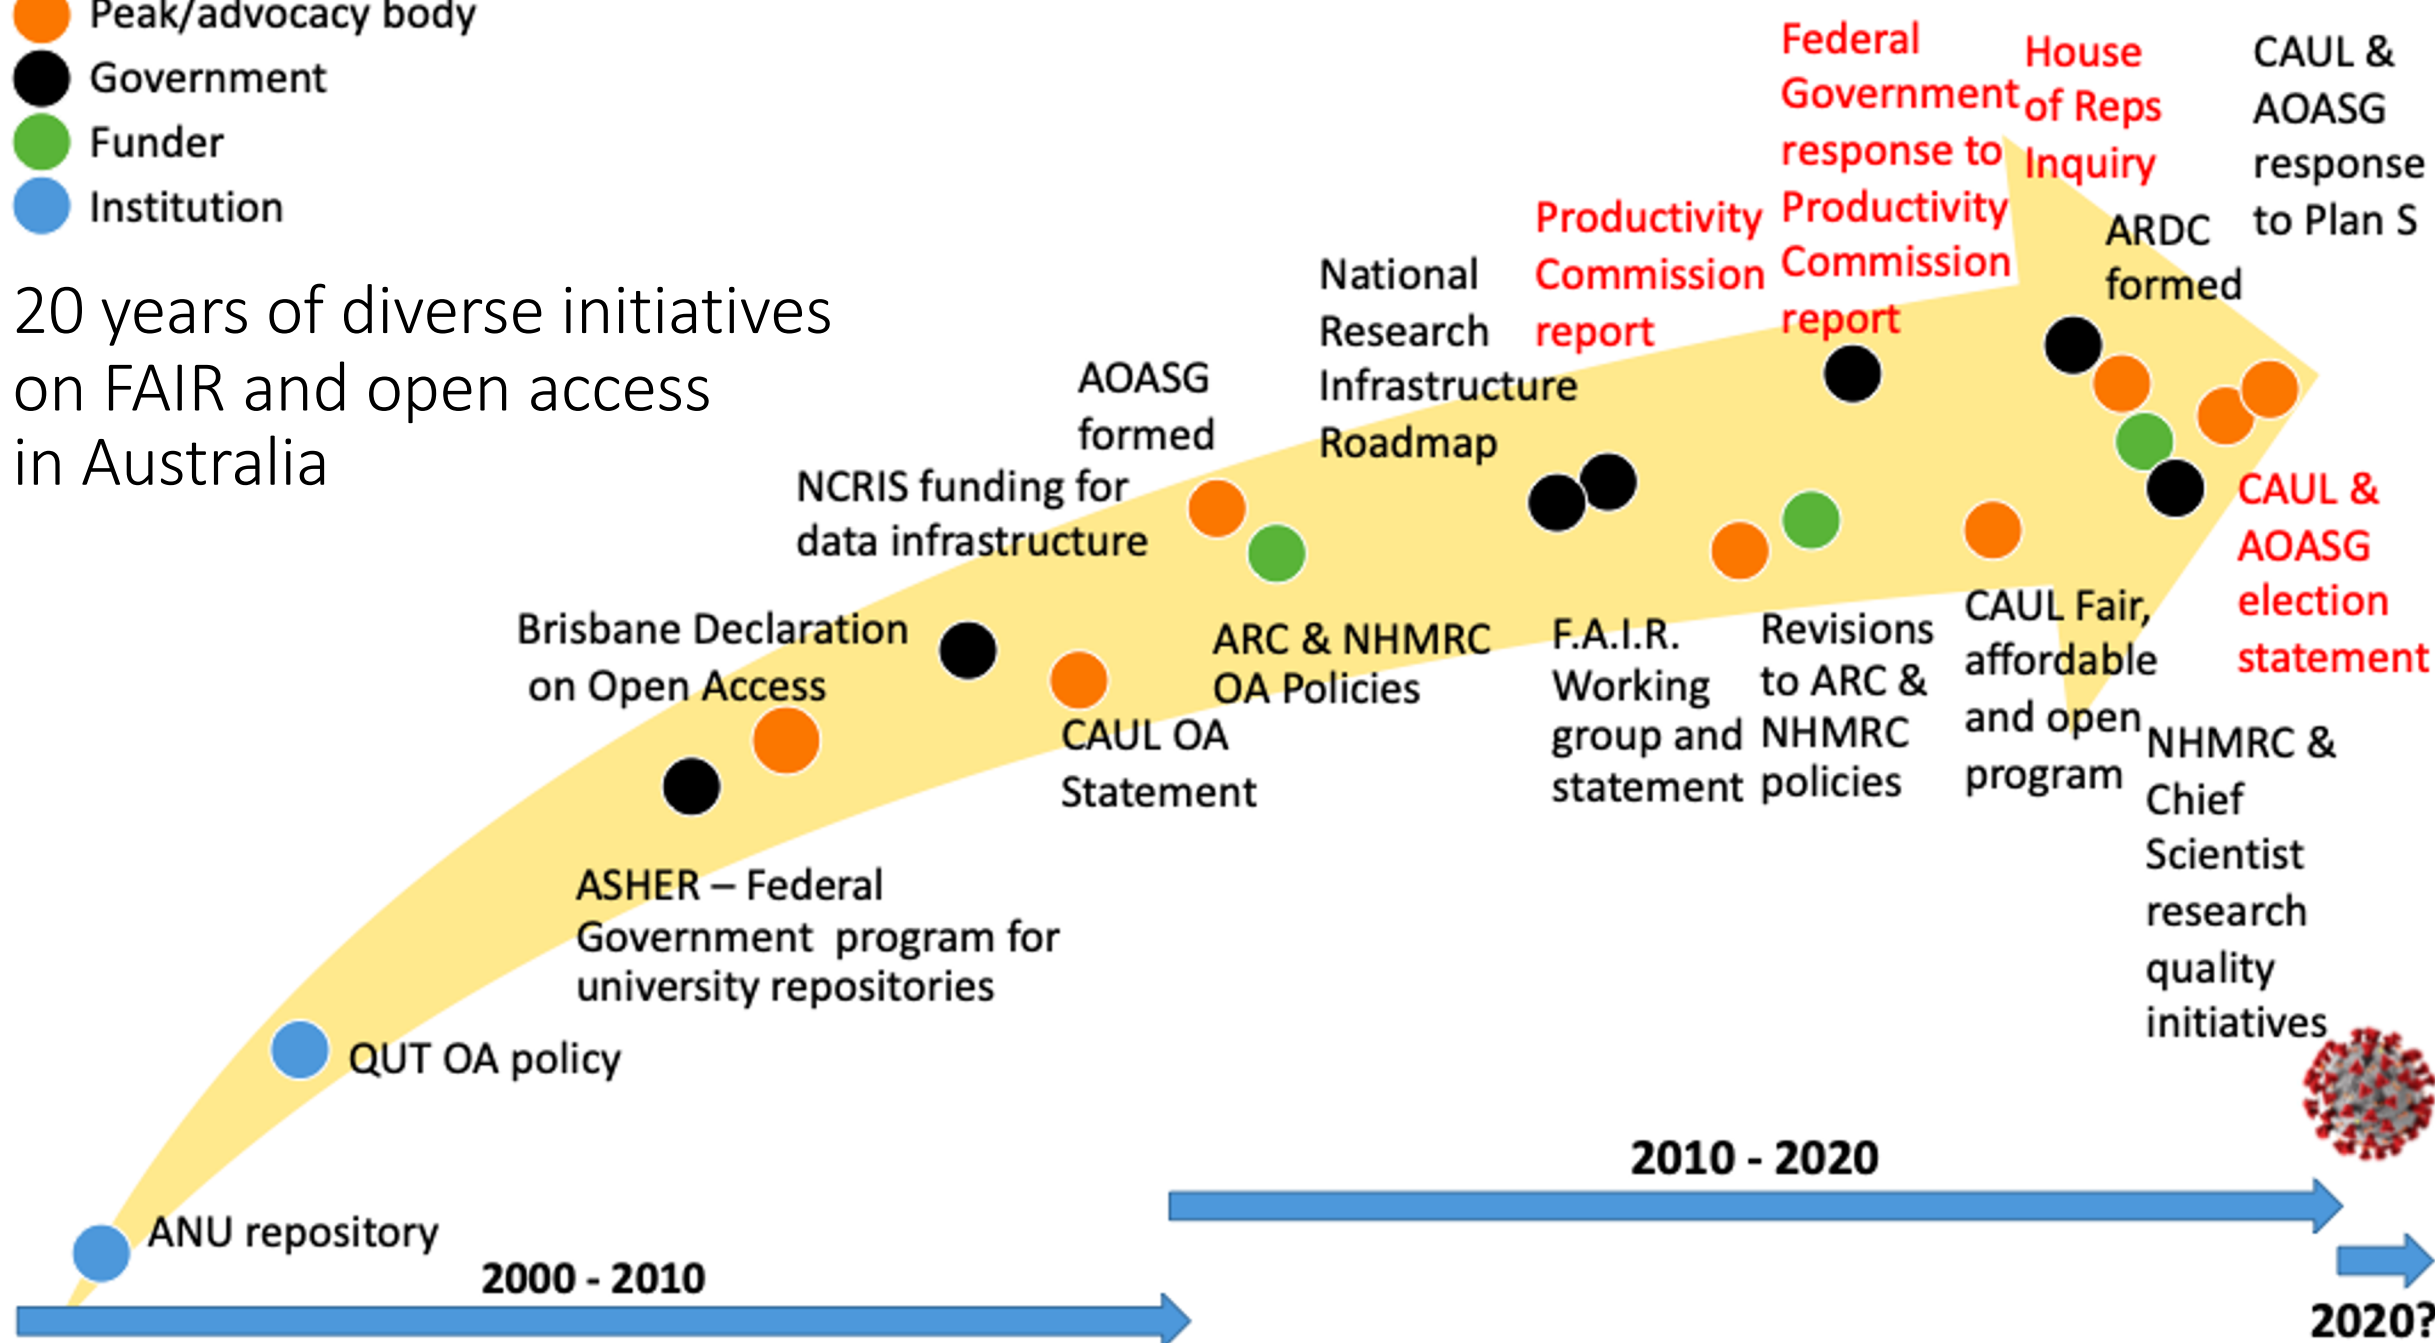 Peak/advocacy body
Government
Funder
Institution
20 years of diverse initiatives
on FAIR and open access
in Australia
Federal
Government
response to
Productivity
Commission
report
House
of Reps
Inquiry
CAUL &
AOASG
response
to Plan S
ARDC
formed
Productivity
Commission
report
National
Research
Infrastructure
Roadmap
AOASG
formed
NCRIS funding for
data infrastructure
Brisbane Declaration
on Open Access
CAUL OA
Statement
ARC & NHMRC
OA Policies
F.A.I.R.
Working
group and
statement
Revisions
to ARC &
NHMRC
policies
CAUL Fair,
affordable
and open
program
CAUL &
AOASG
election
statement
NHMRC &
Chief
Scientist
research
quality
initiatives
ASHER – Federal
Government  program for
university repositories
QUT OA policy
ANU repository
2010 - 2020
2000 - 2010
2020?